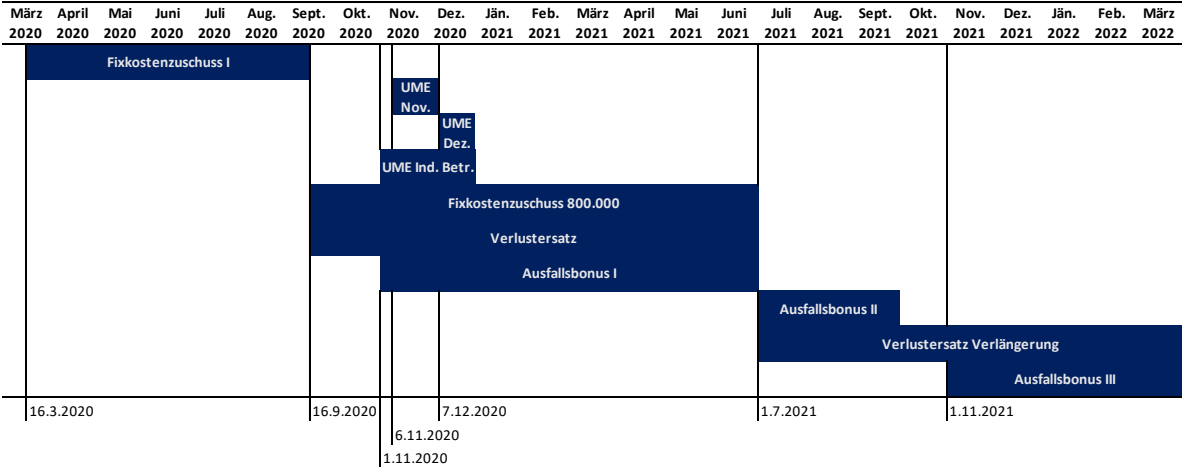 März April Mai Juni Juli Aug. Sept. Okt. Nov. Dez. Jän. Feb. März April Mai Juni Juli Aug. Sept. Okt. Nov. Dez. Jän. Feb. März
2020 2020 2020 2020 2020 2020 2020 2020 2020 2020 2021 2021 2021 2021 2021 2021 2021 2021 2021 2021 2021 2021 2022 2022 2022
Fixkostenzuschuss I
UME
Nov.
UME
Dez.
UME Ind. Betr.
Fixkostenzuschuss 800.000
Verlustersatz
Ausfallsbonus I
Ausfallsbonus II
Verlustersatz Verlängerung
Ausfallsbonus III
16.3.2020 16.9.2020 7.12.2020 1.7.2021 1.11.2021
6.11.2020
1.11.2020